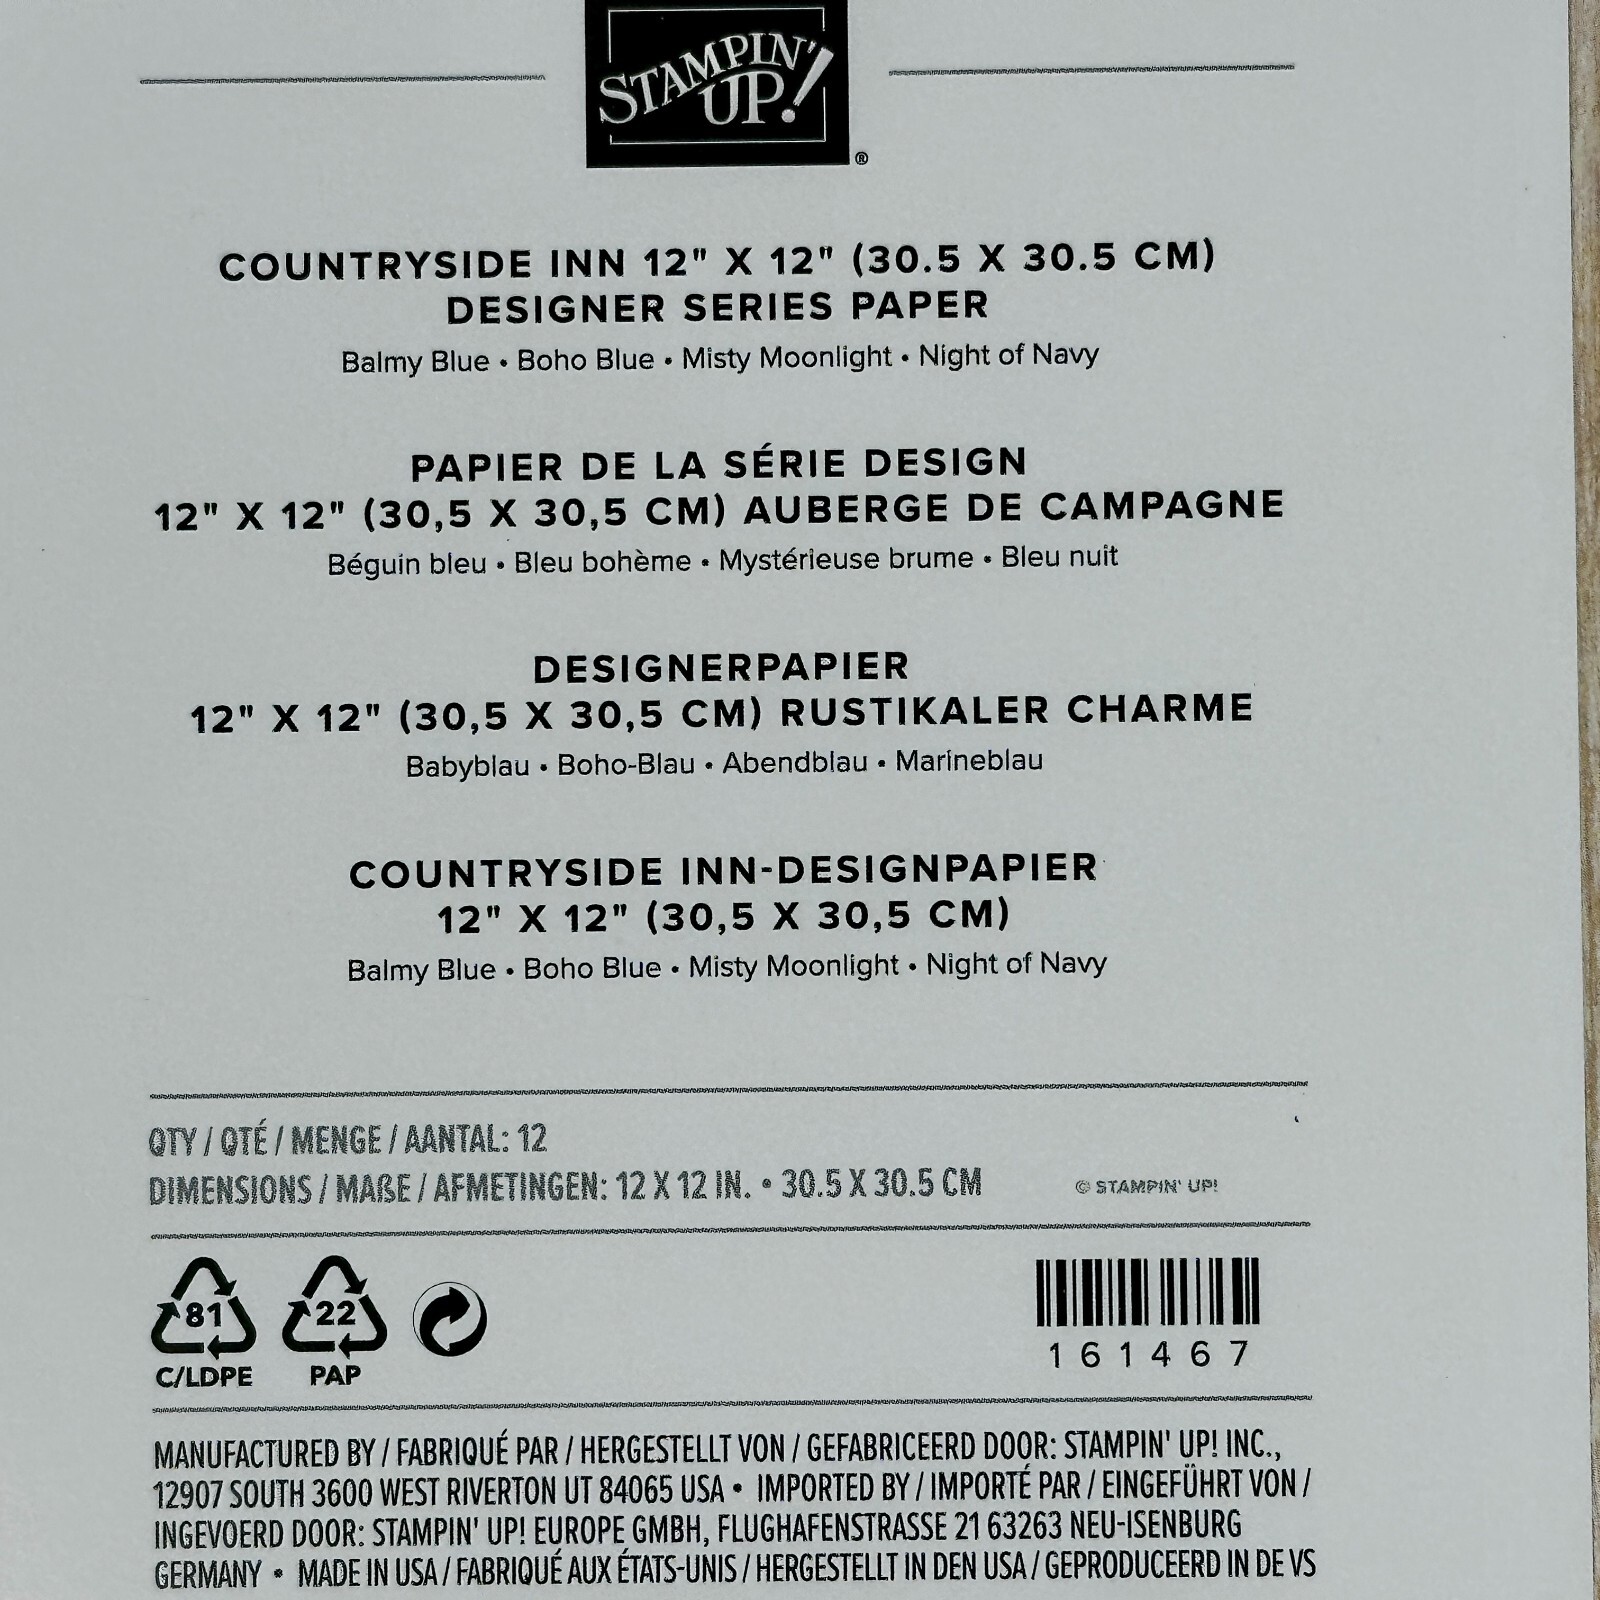 STAMPIN' UP! ®
COUNTRYSIDE INN 12" X 12" (30.5 X 30.5 CM)
DESIGNER SERIES PAPER
Balmy Blue • Boho Blue • Misty Moonlight • Night of Navy
PAPIER DE LA SÉRIE DESIGN
12" X 12" (30,5 X 30,5 CM) AUBERGE DE CAMPAGNE
Béguin bleu • Bleu bohème • Mystérieuse brume • Bleu nuit
DESIGNERPAPIER
12" X 12" (30,5 X 30,5 CM) RUSTIKALER CHARME
Babyblau • Boho-Blau • Abendblau • Marineblau
COUNTRYSIDE INN-DESIGNPAPIER
12" X 12" (30,5 X 30,5 CM)
Balmy Blue • Boho Blue • Misty Moonlight • Night of Navy
QTY / QTÉ / MENGE / AANTAL: 12
DIMENSIONS / MAẞE / AFMETINGEN: 12 X 12 IN. • 30.5 X 30.5 CM
© STAMPIN' UP!
81 22
C/LDPE PAP
161467
MANUFACTURED BY / FABRIQUÉ PAR / HERGESTELLT VON / GEFABRICEERD DOOR: STAMPIN' UP! INC.,
12907 SOUTH 3600 WEST RIVERTON UT 84065 USA • IMPORTED BY / IMPORTÉ PAR / EINGEFÜHRT VON /
INGEVOERD DOOR: STAMPIN' UP! EUROPE GMBH, FLUGHAFENSTRASSE 21 63263 NEU-ISENBURG
GERMANY • MADE IN USA / FABRIQUÉ AUX ÉTATS-UNIS / HERGESTELLT IN DEN USA / GEPRODUCEERD IN DE VS